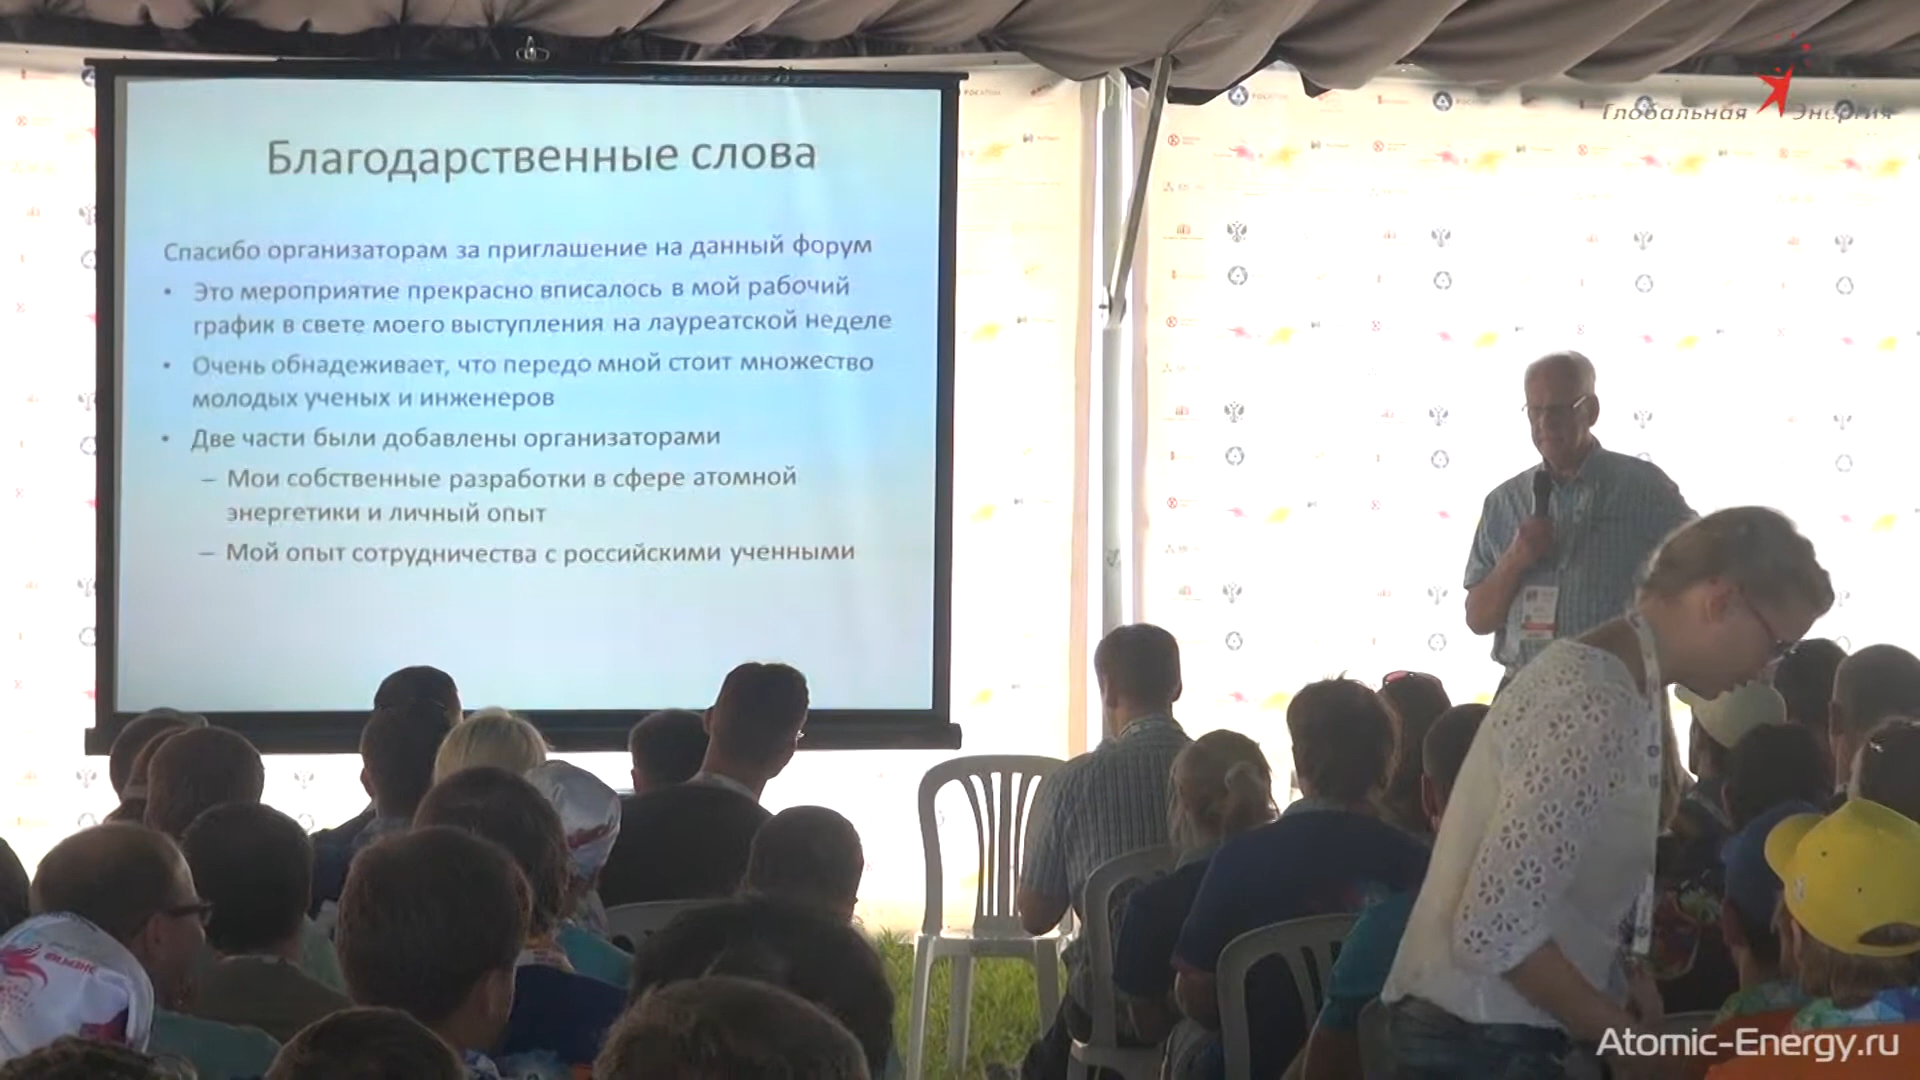 Глобальная Энергия
Благодарственные слова
Спасибо организаторам за приглашение на данный форум
• Это мероприятие прекрасно вписалось в мой рабочий
график в свете моего выступления на лауреатской неделе
• Очень обнадеживает, что передо мной стоит множество
молодых ученых и инженеров
• Две части были добавлены организаторами
– Мои собственные разработки в сфере атомной
энергетики и личный опыт
– Мой опыт сотрудничества с российскими ученными
Atomic-Energy.ru